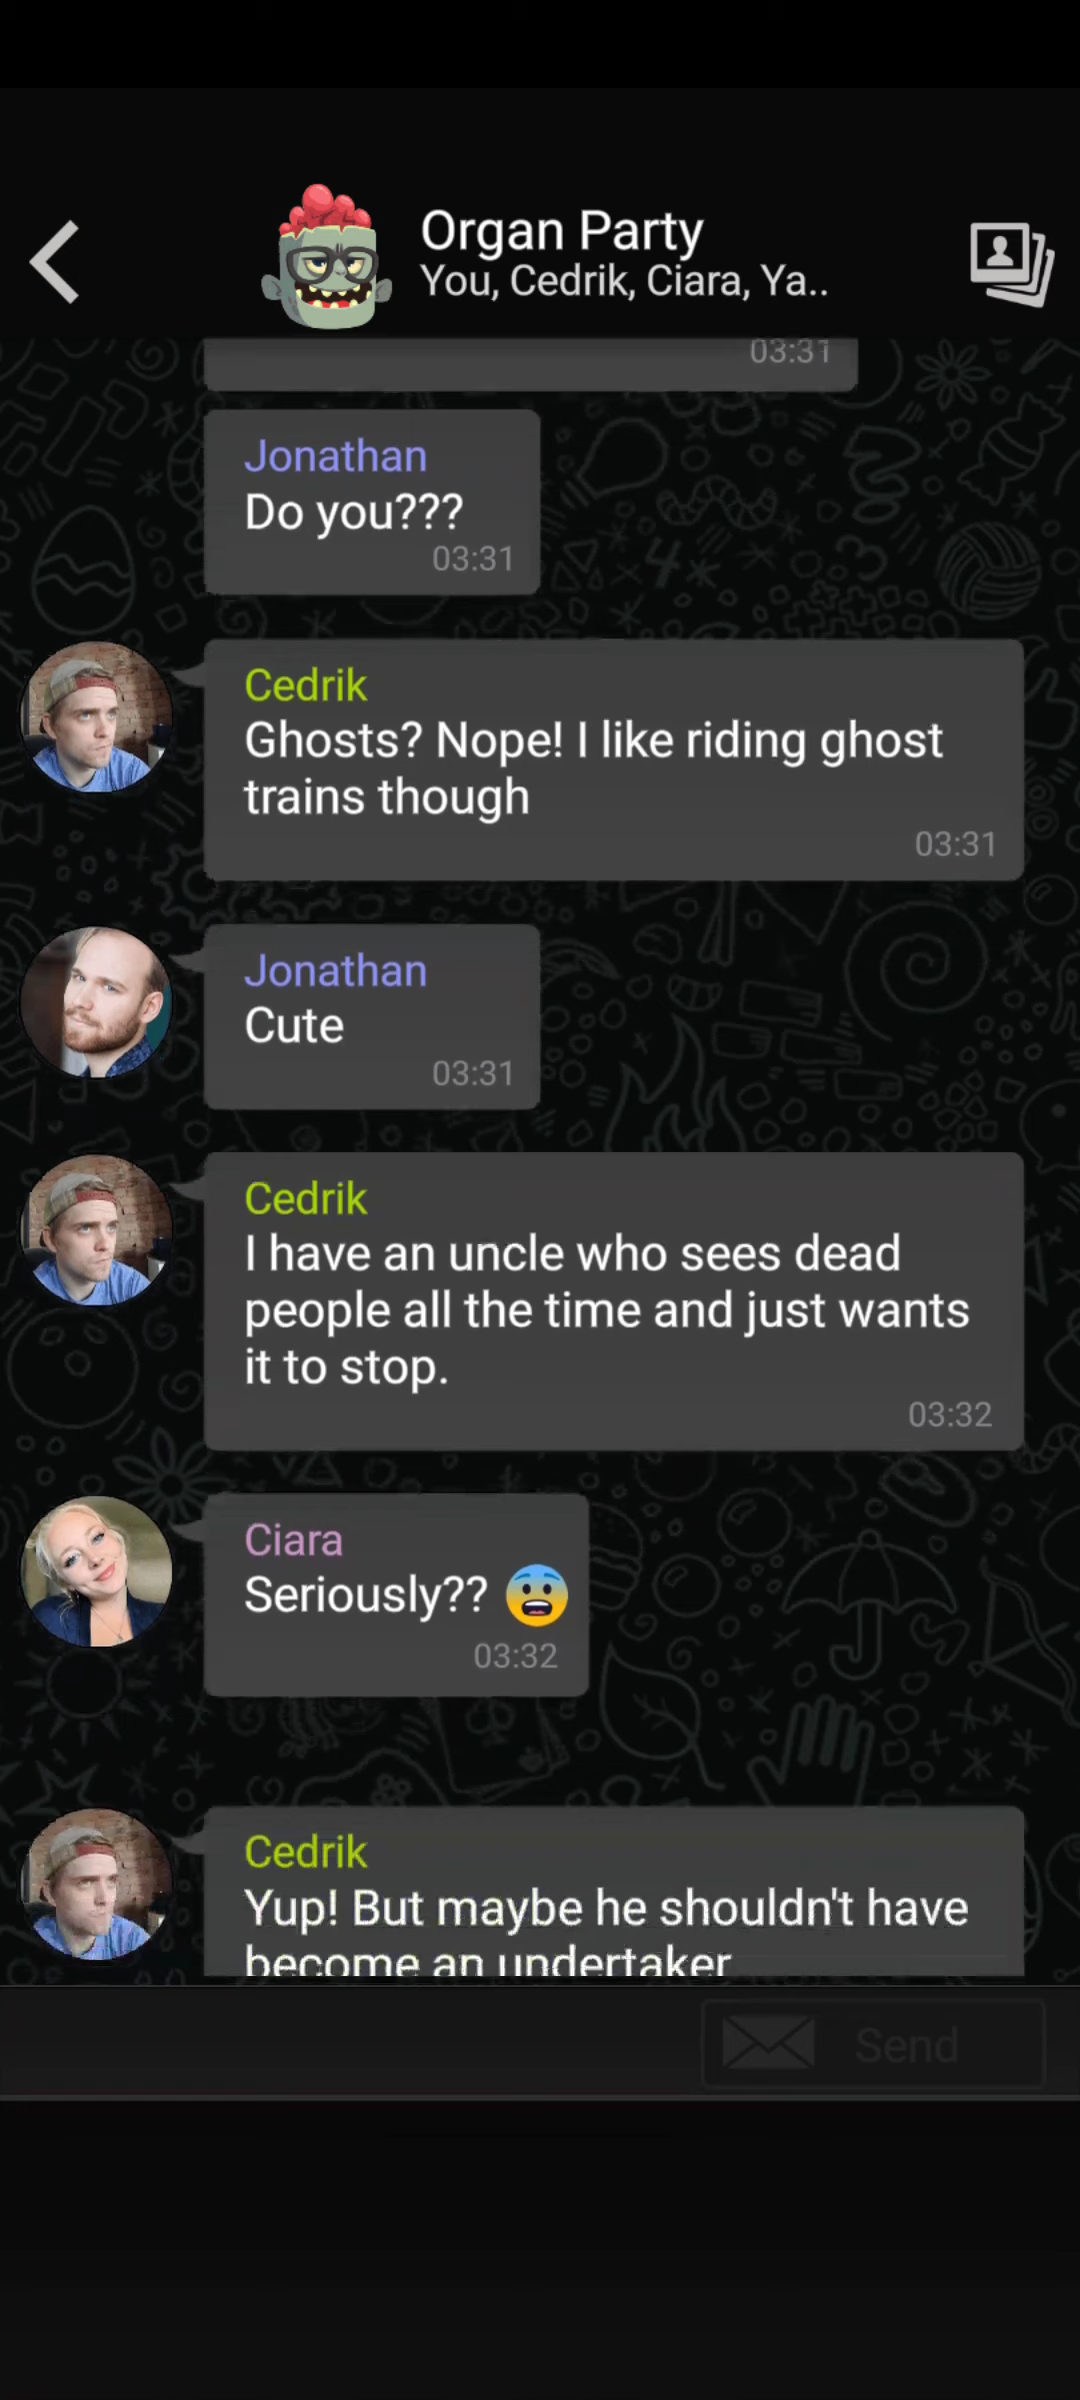 Organ Party
You, Cedrik, Ciara, Ya..
03:31
Jonathan
Do you???
03:31
Cedrik
Ghosts? Nope! I like riding ghost
trains though
03:31
Jonathan
Cute
03:31
Cedrik
I have an uncle who sees dead
people all the time and just wants
it to stop.
03:32
Ciara
Seriously?? 😨
03:32
Cedrik
Yup! But maybe he shouldn't have
become an undertaker
Send